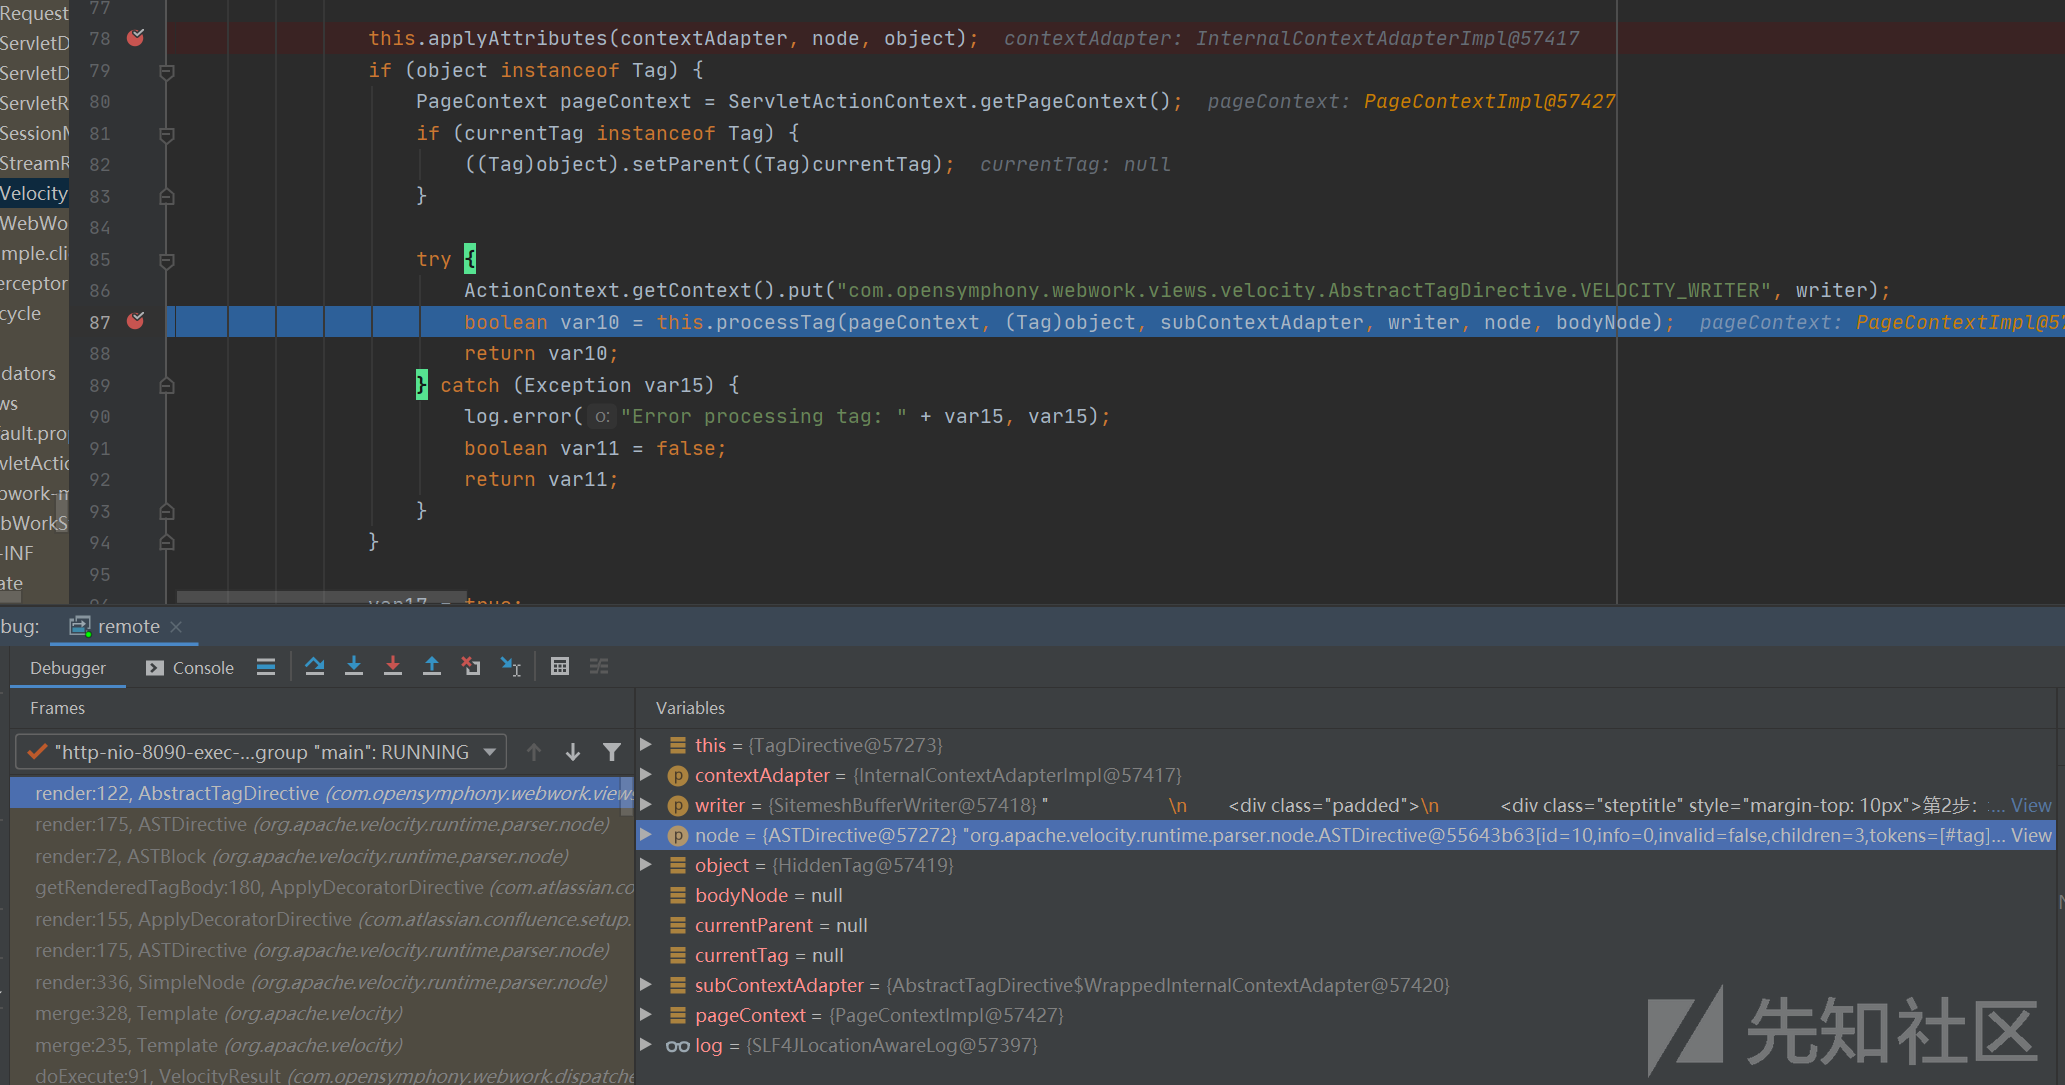 Request
ServletD
ServletD
ServletR
SessionM
StreamR
Velocity
WebWo
mple.cli
erceptor
cycle
dators
ws
fault.pro
vletActio
owork-m
bWorkS
-INF
ate
77
78 this.applyAttributes(contextAdapter, node, object); contextAdapter: InternalContextAdapterImpl@57417
79 if (object instanceof Tag) {
80 PageContext pageContext = ServletActionContext.getPageContext(); pageContext: PageContextImpl@57427
81 if (currentTag instanceof Tag) {
82 ((Tag)object).setParent((Tag)currentTag); currentTag: null
83 }
84
85 try {
86 ActionContext.getContext().put("com.opensymphony.webwork.views.velocity.AbstractTagDirective.VELOCITY_WRITER", writer);
87 boolean var10 = this.processTag(pageContext, (Tag)object, subContextAdapter, writer, node, bodyNode); pageContext: PageContextImpl@57
88 return var10;
89 } catch (Exception var15) {
90 log.error( o: "Error processing tag: " + var15, var15);
91 boolean var11 = false;
92 return var11;
93 }
94 }
95
var17 = true;
bug: remote
Debugger Console
Frames
"http-nio-8090-exec-...group "main": RUNNING
render:122, AbstractTagDirective (com.opensymphony.webwork.views
render:175, ASTDirective (org.apache.velocity.runtime.parser.node)
render:72, ASTBlock (org.apache.velocity.runtime.parser.node)
getRenderedTagBody:180, ApplyDecoratorDirective (com.atlassian.co
render:155, ApplyDecoratorDirective (com.atlassian.confluence.setup.
render:175, ASTDirective (org.apache.velocity.runtime.parser.node)
render:336, SimpleNode (org.apache.velocity.runtime.parser.node)
merge:328, Template (org.apache.velocity)
merge:235, Template (org.apache.velocity)
doExecute:91, VelocityResult (com.opensymphony.webwork.dispatche
Variables
this = {TagDirective@57273}
contextAdapter = {InternalContextAdapterImpl@57417}
writer = {SitemeshBufferWriter@57418} " \n <div class="padded">\n <div class="steptitle" style="margin-top: 10px">第2步: ... View
node = {ASTDirective@57272} "org.apache.velocity.runtime.parser.node.ASTDirective@55643b63[id=10,info=0,invalid=false,children=3,tokens=[#tag]... View
object = {HiddenTag@57419}
bodyNode = null
currentParent = null
currentTag = null
subContextAdapter = {AbstractTagDirective$WrappedInternalContextAdapter@57420}
pageContext = {PageContextImpl@57427}
log = {SLF4JLocationAwareLog@57397}
先知社区